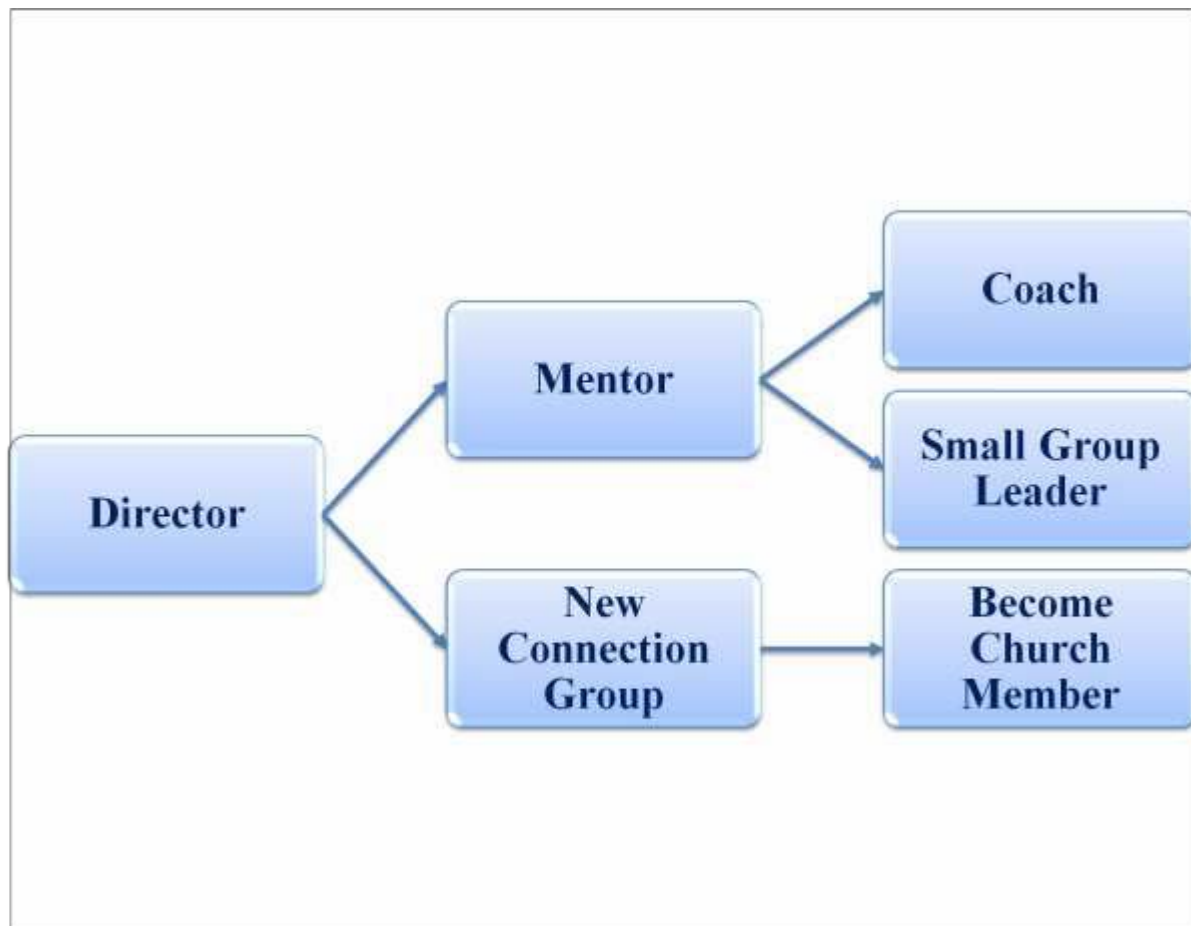 Director
Mentor
New
Connection
Group
Coach
Small Group
Leader
Become
Church
Member